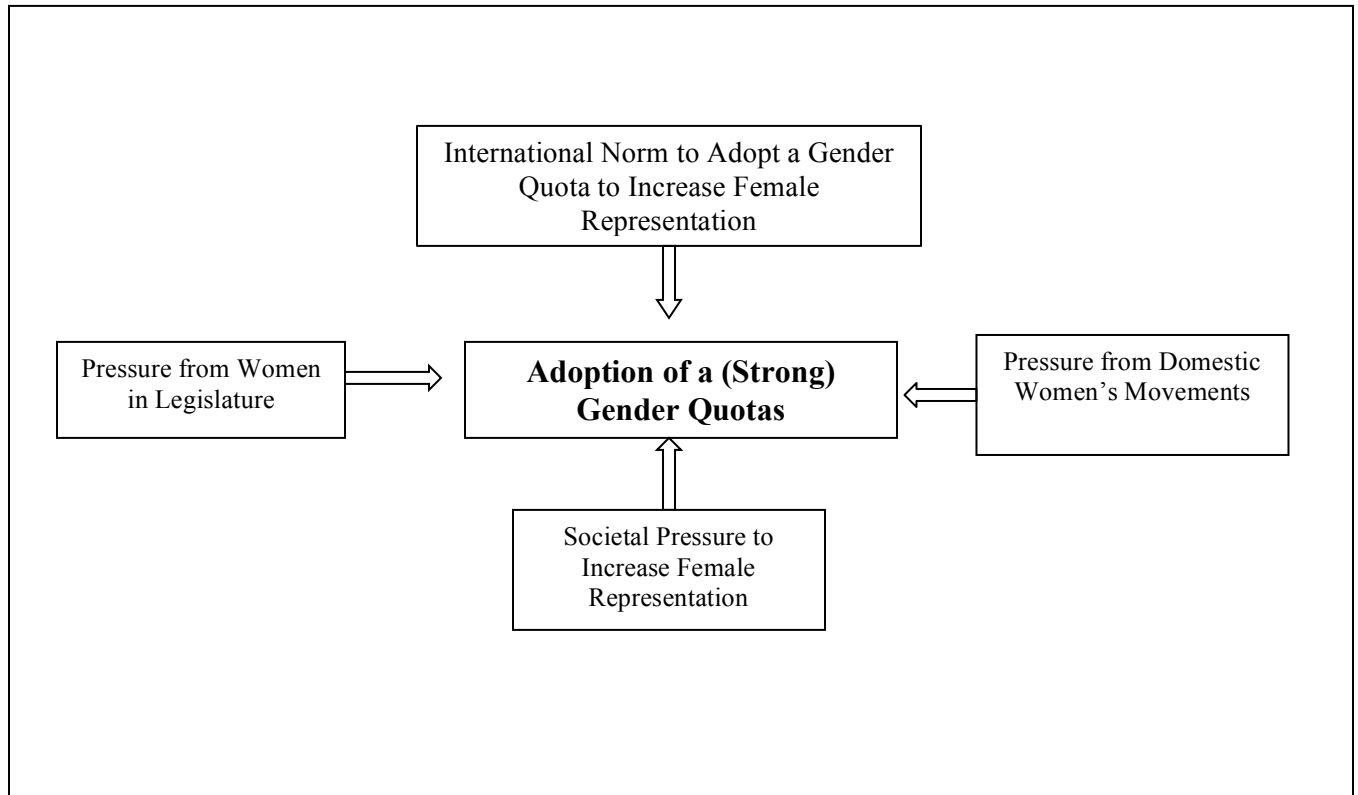 International Norm to Adopt a Gender
Quota to Increase Female
Representation
Pressure from Women
in Legislature
Adoption of a (Strong)
Gender Quotas
Pressure from Domestic
Women’s Movements
Societal Pressure to
Increase Female
Representation